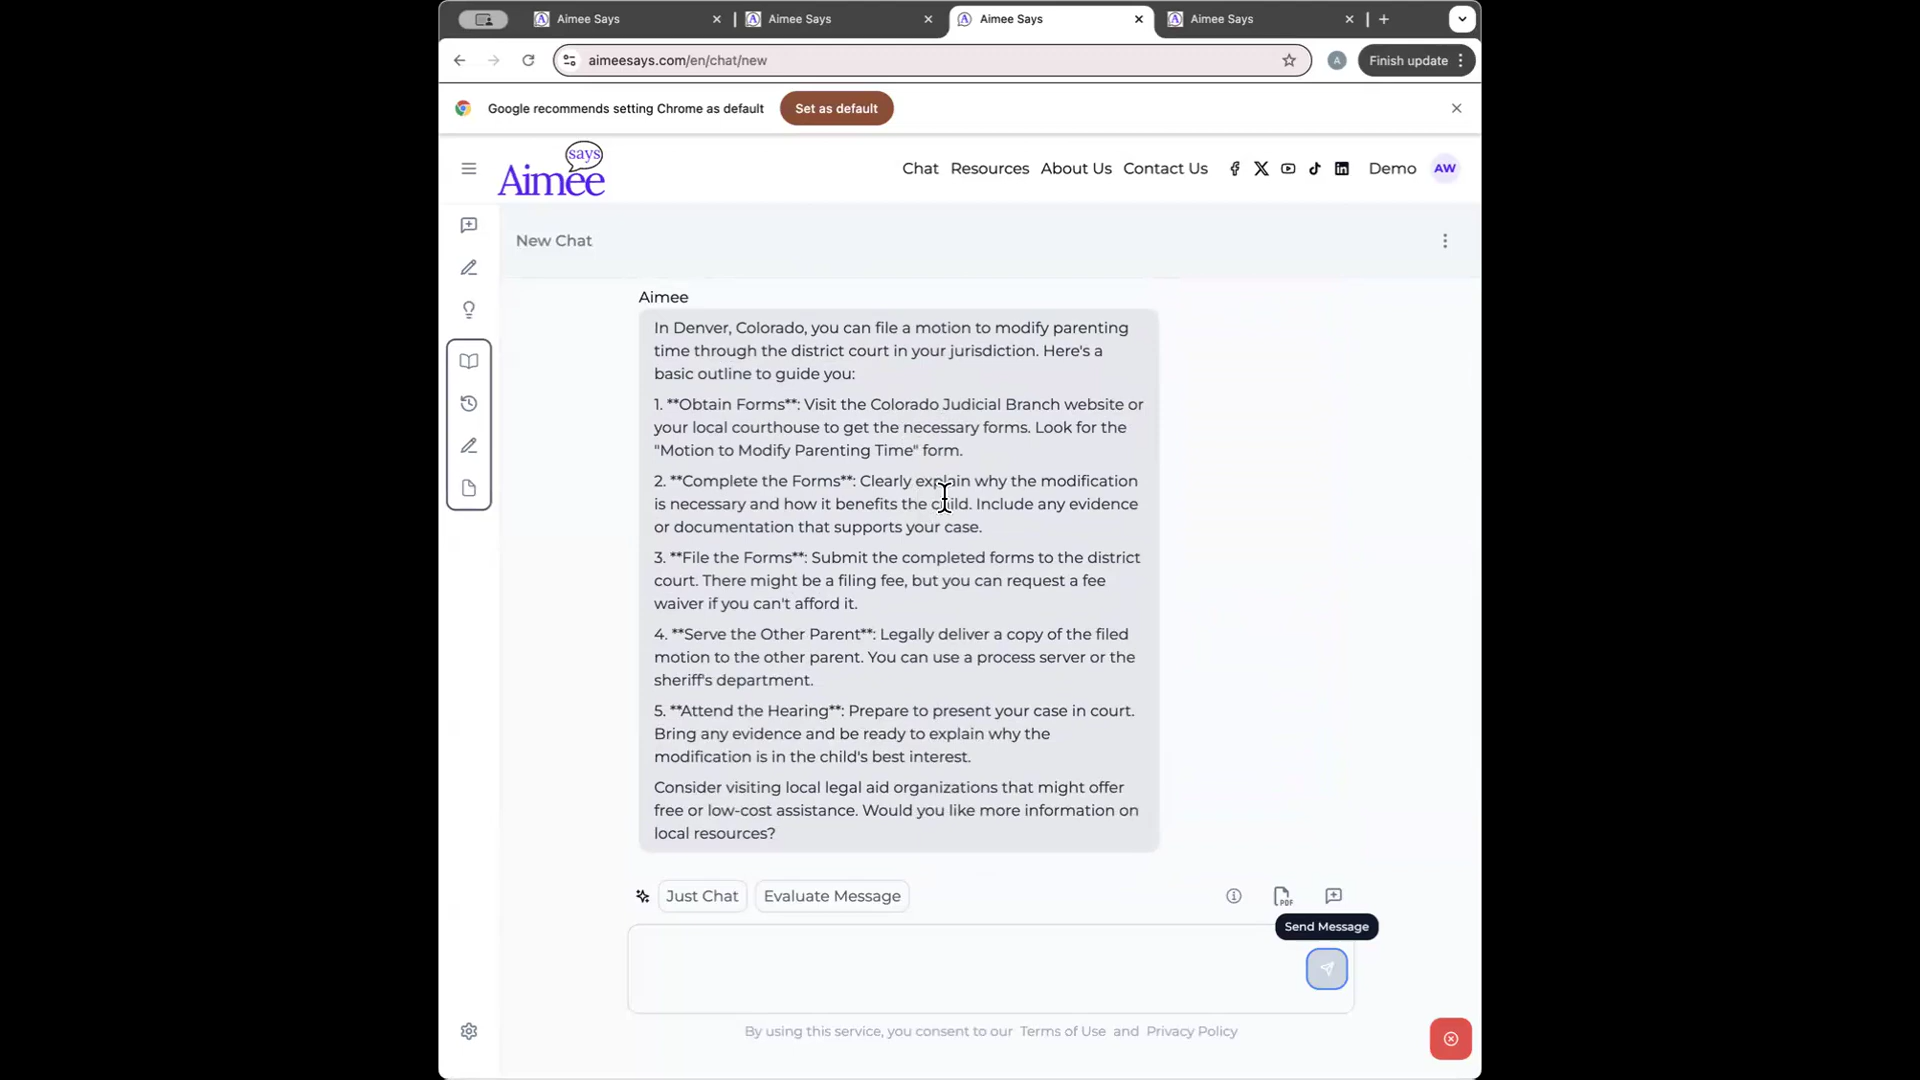 Aimee Says
Aimee Says
Aimee Says
Aimee Says
aimeesays.com/en/chat/new
A
Finish update
Google recommends setting Chrome as default
Set as default
says
Aimee
Chat
Resources
About Us
Contact Us
Demo
AW
New Chat
Aimee
In Denver, Colorado, you can file a motion to modify parenting
time through the district court in your jurisdiction. Here's a
basic outline to guide you:
1. **Obtain Forms**: Visit the Colorado Judicial Branch website or
your local courthouse to get the necessary forms. Look for the
"Motion to Modify Parenting Time" form.
2. **Complete the Forms**: Clearly explain why the modification
is necessary and how it benefits the child. Include any evidence
or documentation that supports your case.
3. **File the Forms**: Submit the completed forms to the district
court. There might be a filing fee, but you can request a fee
waiver if you can't afford it.
4. **Serve the Other Parent**: Legally deliver a copy of the filed
motion to the other parent. You can use a process server or the
sheriff's department.
5. **Attend the Hearing**: Prepare to present your case in court.
Bring any evidence and be ready to explain why the
modification is in the child's best interest.
Consider visiting local legal aid organizations that might offer
free or low-cost assistance. Would you like more information on
local resources?
Just Chat
Evaluate Message
PDF
Send Message
By using this service, you consent to our Terms of Use and Privacy Policy